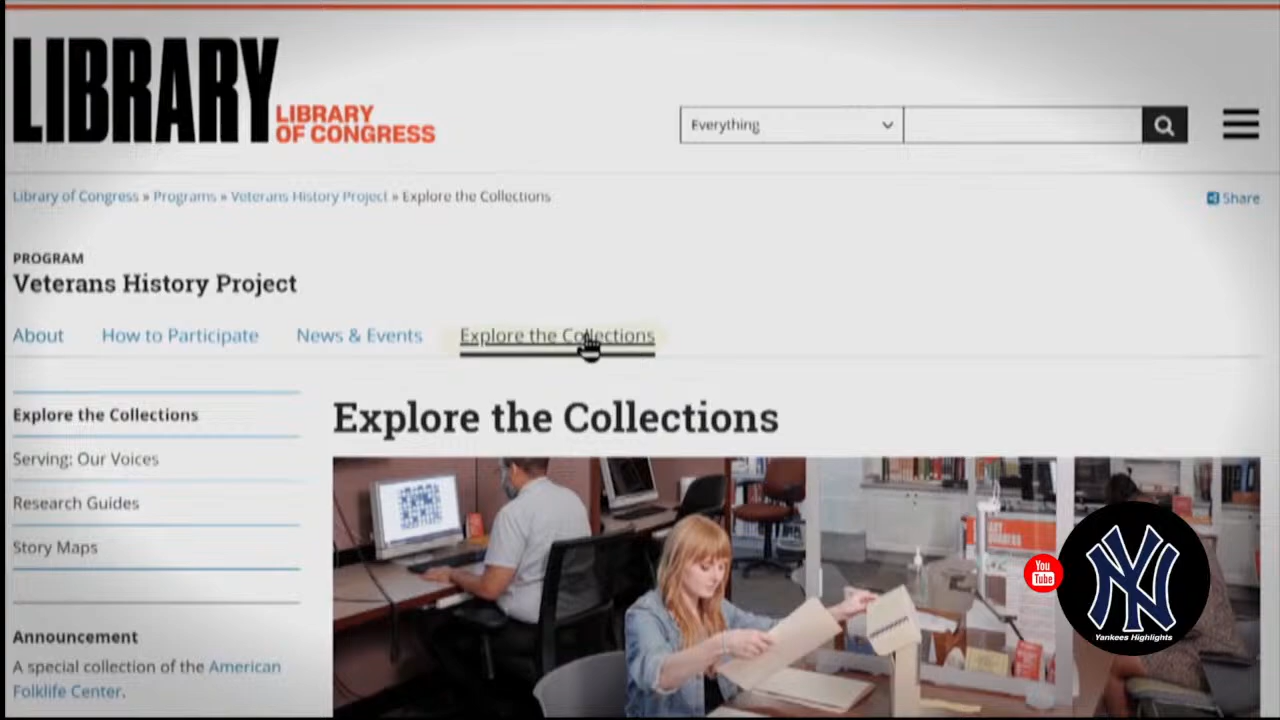 LIBRARY
LIBRARY
OF CONGRESS
Everything
Library of Congress » Programs » Veterans History Project » Explore the Collections
Share
PROGRAM
Veterans History Project
About How to Participate News & Events Explore the Collections
Explore the Collections
Serving: Our Voices
Research Guides
Story Maps
Announcement
A special collection of the American
Folklife Center.
Explore the Collections
You
Tube
NY
Yankees Highlights